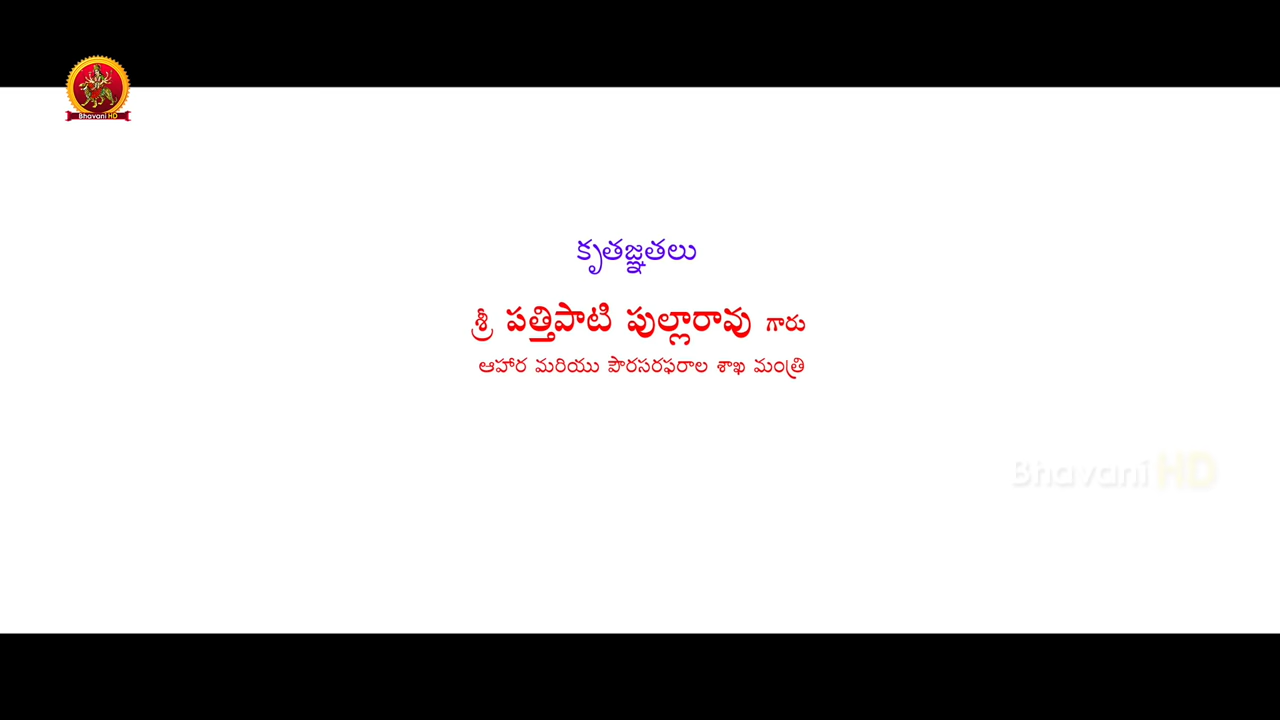 Bhavani HD
కృతజ్ఞతలు
శ్రీ పత్తిపాటి పుల్లారావు గారు
ఆహార మరియు పౌరసరఫరాల శాఖ మంత్రి
Bhavani HD